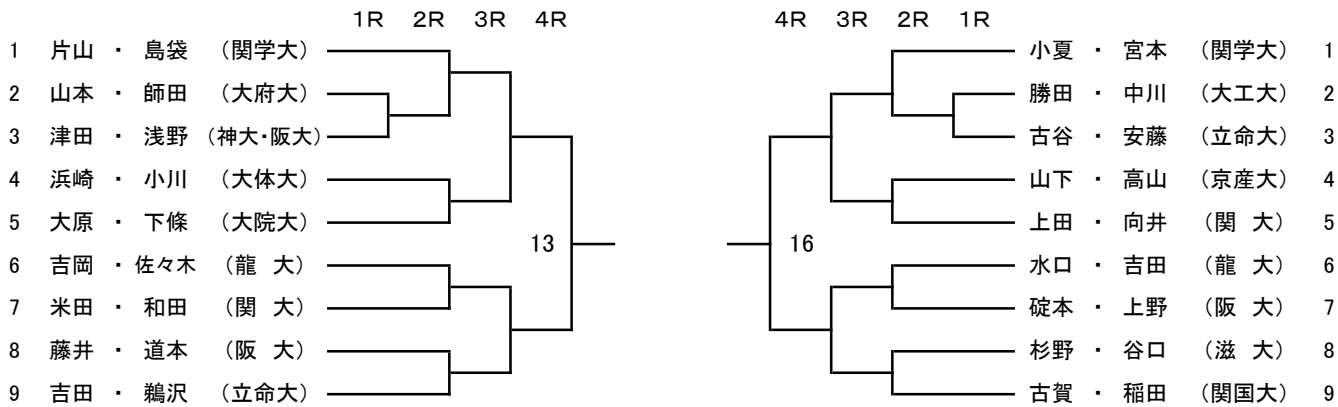 1R 2R 3R 4R
1 片山 ・ 島袋 (関学大)
2 山本 ・ 師田 (大府大)
3 津田 ・ 浅野 (神大・阪大)
4 浜崎 ・ 小川 (大体大)
5 大原 ・ 下條 (大院大)
13
6 吉岡 ・ 佐々木 (龍 大)
7 米田 ・ 和田 (関 大)
8 藤井 ・ 道本 (阪 大)
9 吉田 ・ 鵜沢 (立命大)
4R 3R 2R 1R
小夏 ・ 宮本 (関学大) 1
勝田 ・ 中川 (大工大) 2
古谷 ・ 安藤 (立命大) 3
山下 ・ 高山 (京産大) 4
上田 ・ 向井 (関 大) 5
16
水口 ・ 吉田 (龍 大) 6
碇本 ・ 上野 (阪 大) 7
杉野 ・ 谷口 (滋 大) 8
古賀 ・ 稲田 (関国大) 9